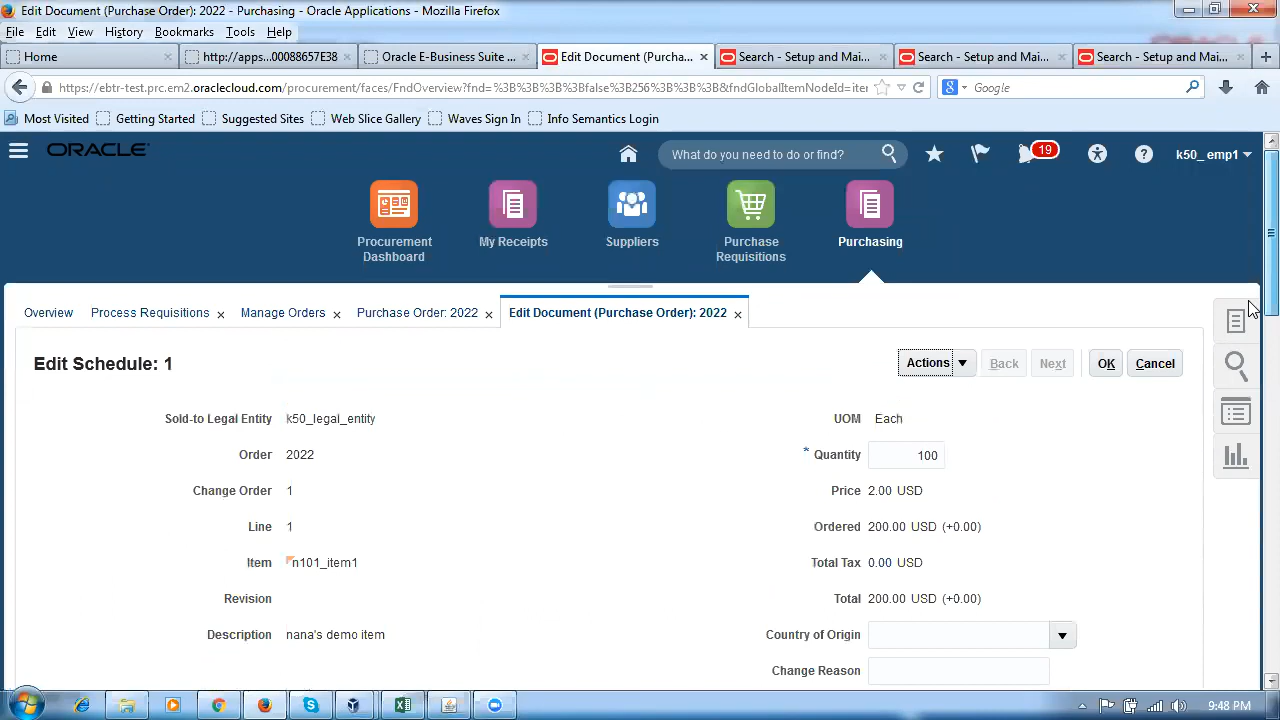 Edit Document (Purchase Order): 2022 - Purchasing - Oracle Applications - Mozilla Firefox
File Edit View History Bookmarks Tools Help
Home http://apps...00088657E38 Oracle E-Business Suite ... Edit Document (Purcha... Search - Setup and Mai... Search - Setup and Mai... Search - Setup and Mai...
https://ebtr-test.prc.em2.oraclecloud.com/procurement/faces/FndOverview?fnd=%3B%3B%3B%3Bfalse%3B256%3B%3B%3B&fndGlobalItemNodeId=iter Google
Most Visited Getting Started Suggested Sites Web Slice Gallery Waves Sign In Info Semantics Login
ORACLE What do you need to do or find? 19 k50_emp1
Procurement Dashboard My Receipts Suppliers Purchase Requisitions Purchasing
Overview Process Requisitions Manage Orders Purchase Order: 2022 Edit Document (Purchase Order): 2022
Edit Schedule: 1 Actions Back Next OK Cancel
Sold-to Legal Entity k50_legal_entity UOM Each
Order 2022 * Quantity 100
Change Order 1 Price 2.00 USD
Line 1 Ordered 200.00 USD (+0.00)
Item n101_item1 Total Tax 0.00 USD
Revision Total 200.00 USD (+0.00)
Description nana's demo item Country of Origin
Change Reason
9:48 PM